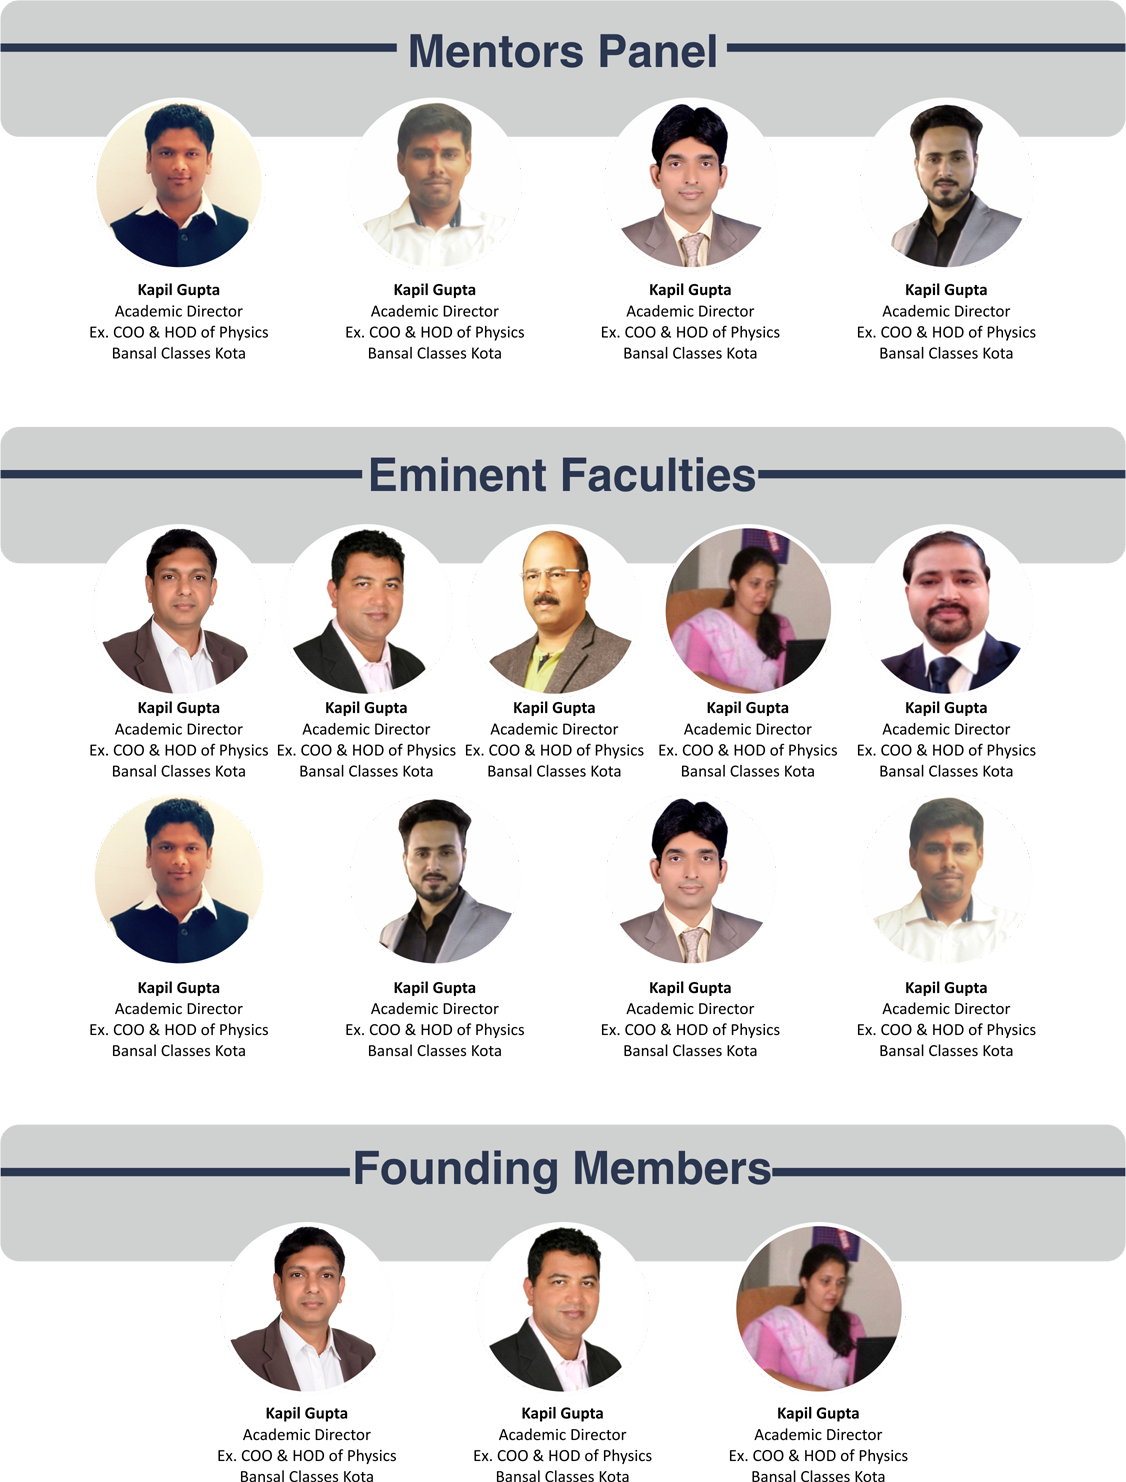 Mentors Panel
Kapil Gupta
Academic Director
Ex. COO & HOD of Physics
Bansal Classes Kota
Kapil Gupta
Academic Director
Ex. COO & HOD of Physics
Bansal Classes Kota
Kapil Gupta
Academic Director
Ex. COO & HOD of Physics
Bansal Classes Kota
Kapil Gupta
Academic Director
Ex. COO & HOD of Physics
Bansal Classes Kota
Eminent Faculties
Kapil Gupta
Academic Director
Ex. COO & HOD of Physics
Bansal Classes Kota
Kapil Gupta
Academic Director
Ex. COO & HOD of Physics
Bansal Classes Kota
Kapil Gupta
Academic Director
Ex. COO & HOD of Physics
Bansal Classes Kota
Kapil Gupta
Academic Director
Ex. COO & HOD of Physics
Bansal Classes Kota
Kapil Gupta
Academic Director
Ex. COO & HOD of Physics
Bansal Classes Kota
Kapil Gupta
Academic Director
Ex. COO & HOD of Physics
Bansal Classes Kota
Kapil Gupta
Academic Director
Ex. COO & HOD of Physics
Bansal Classes Kota
Kapil Gupta
Academic Director
Ex. COO & HOD of Physics
Bansal Classes Kota
Kapil Gupta
Academic Director
Ex. COO & HOD of Physics
Bansal Classes Kota
Founding Members
Kapil Gupta
Academic Director
Ex. COO & HOD of Physics
Bansal Classes Kota
Kapil Gupta
Academic Director
Ex. COO & HOD of Physics
Bansal Classes Kota
Kapil Gupta
Academic Director
Ex. COO & HOD of Physics
Bansal Classes Kota